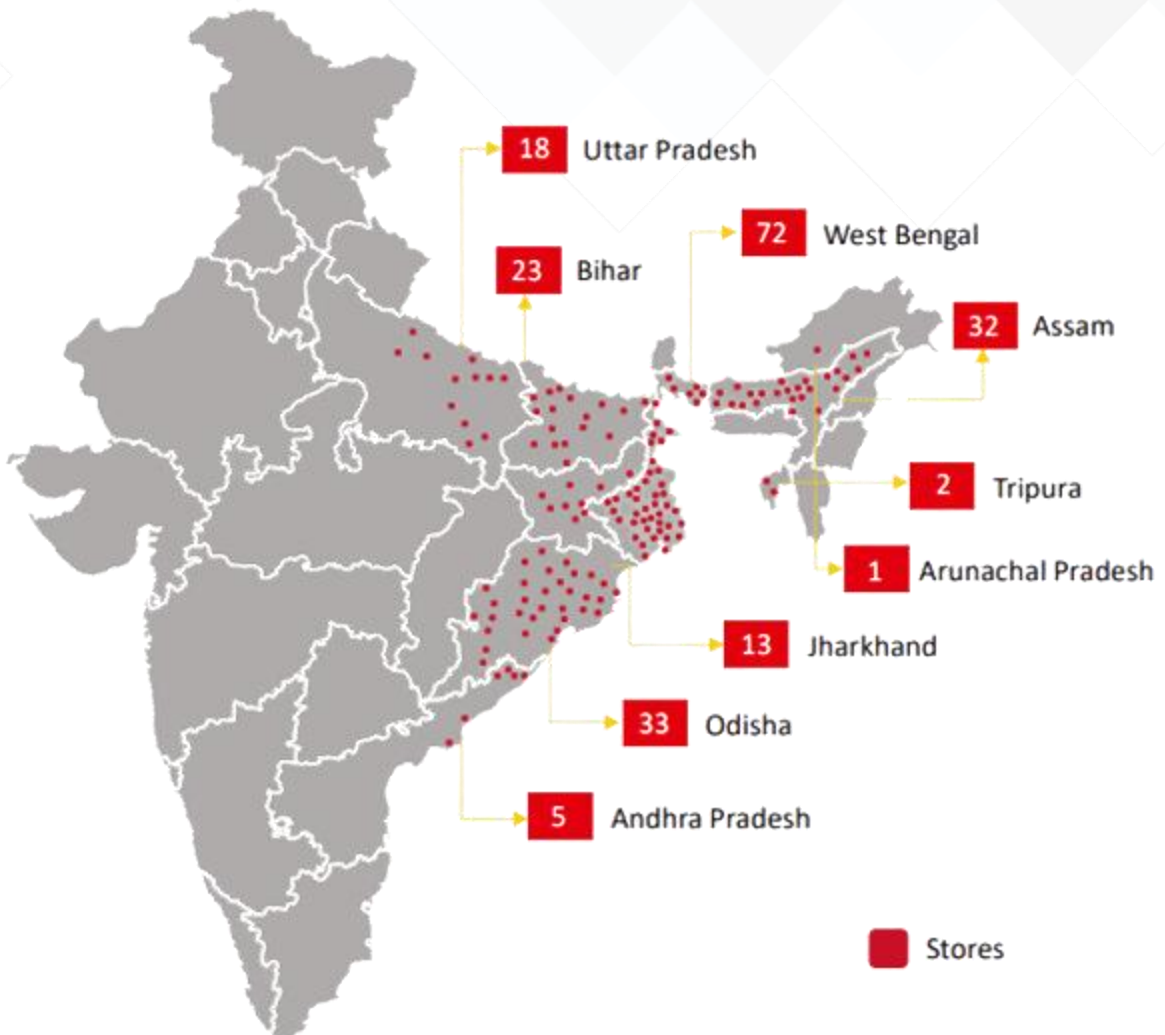 18 Uttar Pradesh
72 West Bengal
23 Bihar
32 Assam
2 Tripura
1 Arunachal Pradesh
13 Jharkhand
33 Odisha
5 Andhra Pradesh
Stores